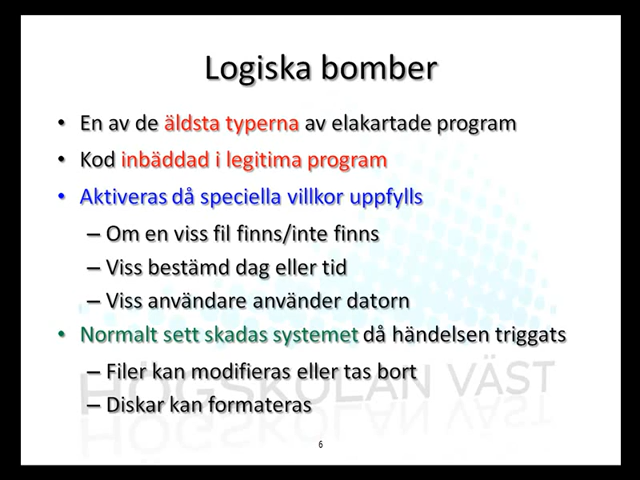 Logiska bomber
• En av de äldsta typerna av elakartade program
• Kod inbäddad i legitima program
• Aktiveras då speciella villkor uppfylls
– Om en viss fil finns/inte finns
– Viss bestämd dag eller tid
– Viss användare använder datorn
• Normalt sett skadas systemet då händelsen triggats
– Filer kan modifieras eller tas bort
HÖGSKOLAN VÄST
– Diskar kan formateras
6